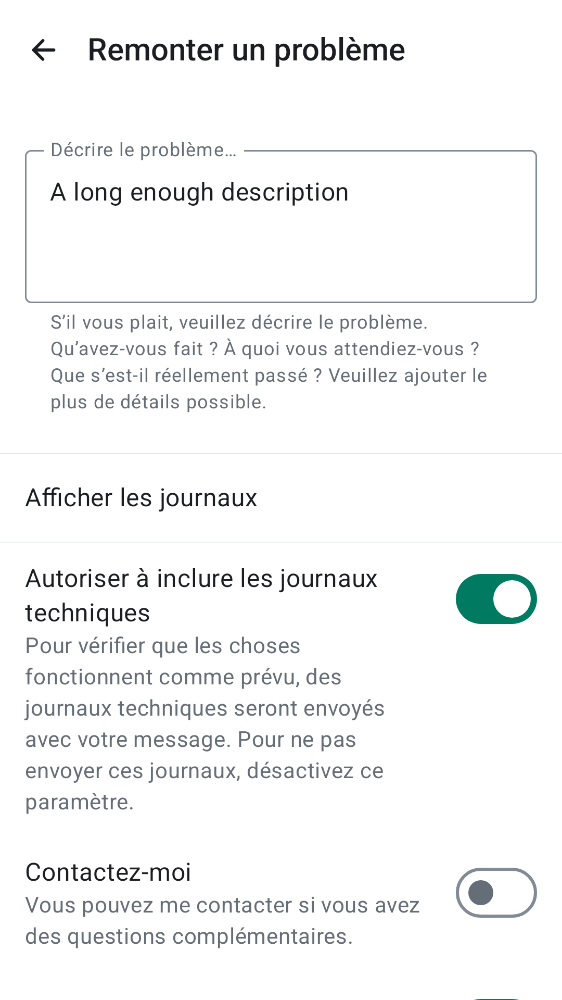 Remonter un problème
Décrire le problème…
A long enough description
S’il vous plait, veuillez décrire le problème.
Qu’avez-vous fait ? À quoi vous attendiez-vous ?
Que s’est-il réellement passé ? Veuillez ajouter le
plus de détails possible.
Afficher les journaux
Autoriser à inclure les journaux
techniques
Pour vérifier que les choses
fonctionnent comme prévu, des
journaux techniques seront envoyés
avec votre message. Pour ne pas
envoyer ces journaux, désactivez ce
paramètre.
Contactez-moi
Vous pouvez me contacter si vous avez
des questions complémentaires.